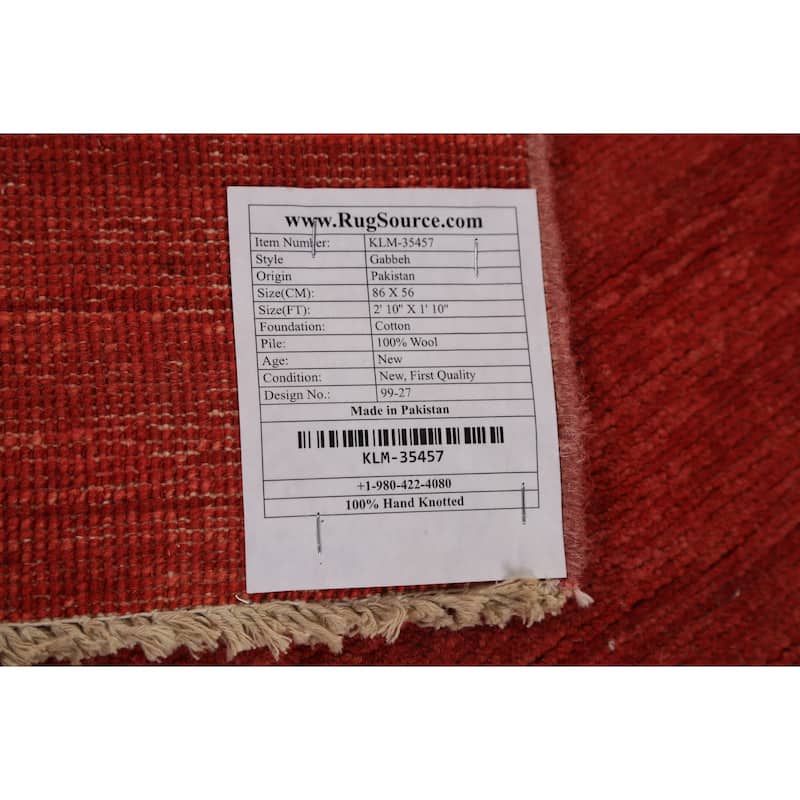 www.RugSource.com
Item Number: KLM-35457
Style Gabbeh
Origin Pakistan
Size(CM): 86 X 56
Size(FT): 2' 10" X 1' 10"
Foundation: Cotton
Pile: 100% Wool
Age: New
Condition: New, First Quality
Design No.: 99-27
Made in Pakistan
KLM-35457
+1-980-422-4080
100% Hand Knotted